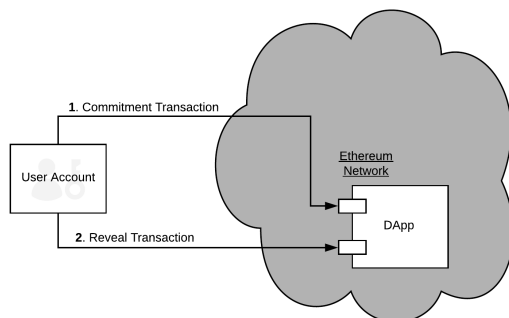 1. Commitment Transaction
User Account
Ethereum
Network
DApp
2. Reveal Transaction